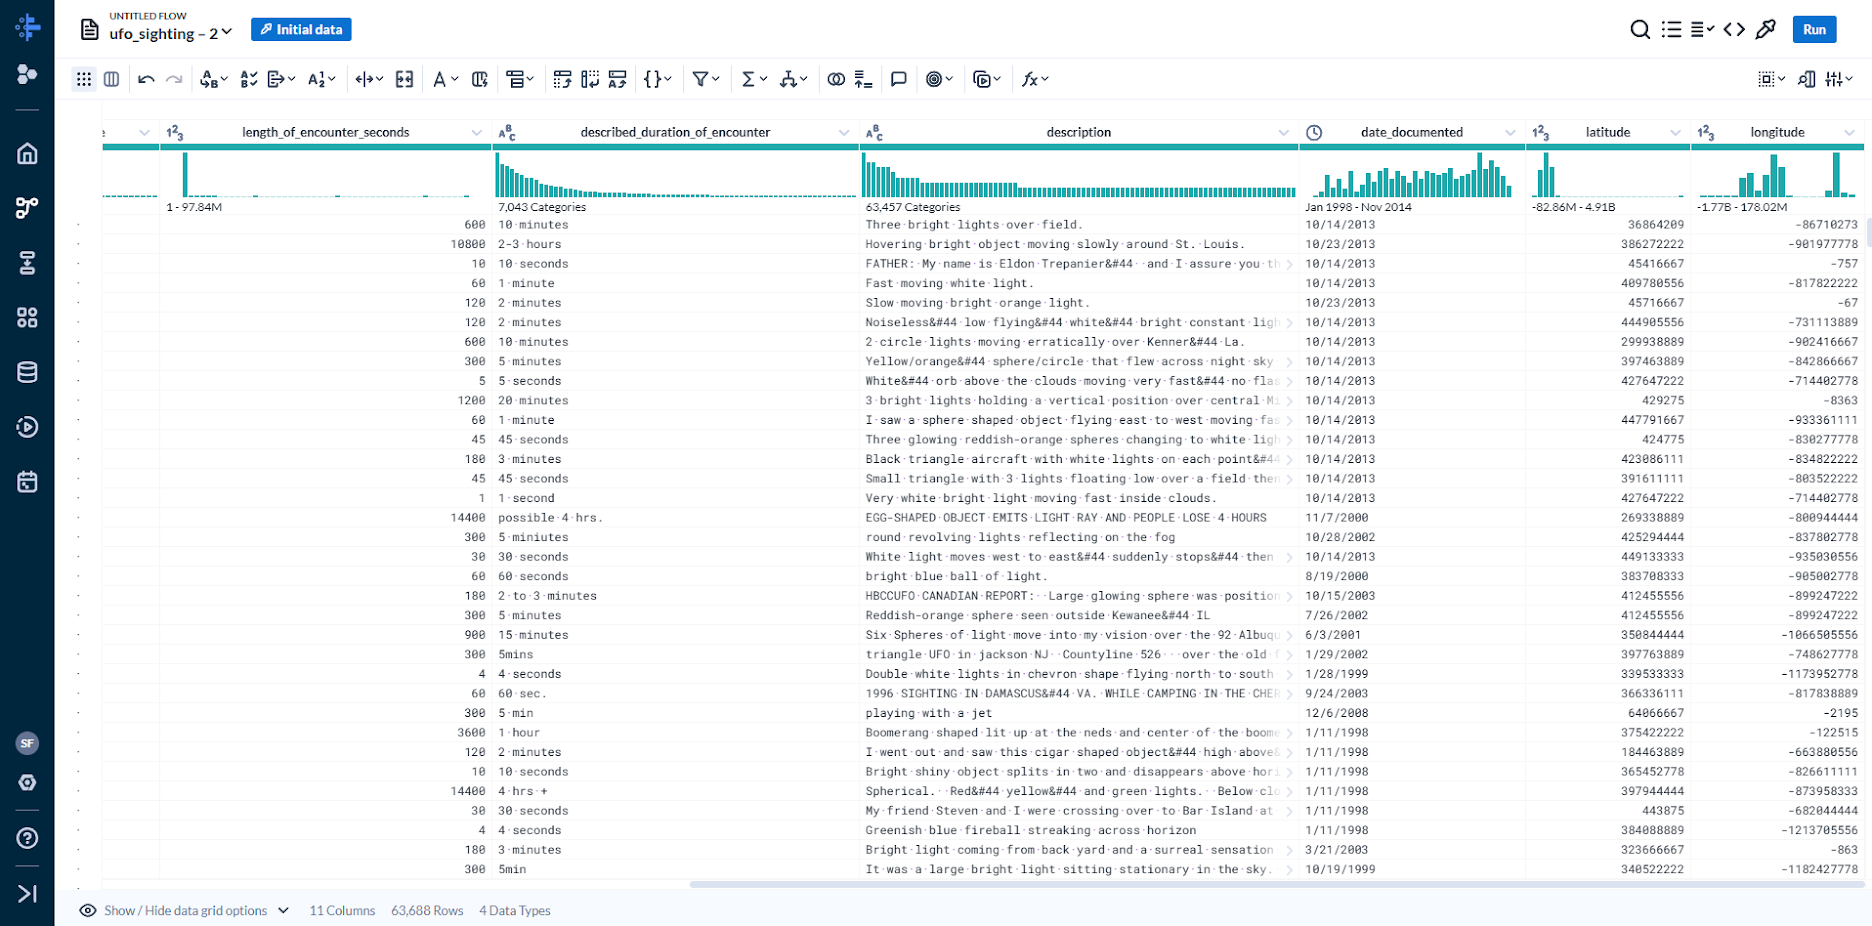 UNTITLED FLOW
ufo_sighting – 2
Initial data
Run
e
length_of_encounter_seconds described_duration_of_encounter description date_documented latitude longitude
1 - 97.84M 7,043 Categories 63,457 Categories Jan 1998 - Nov 2014 -82.86M - 4.91B -1.77B - 178.02M
600 10·minutes Three·bright·lights·over·field. 10/14/2013 36864209 -86710273
10800 2-3·hours Hovering·bright·object·moving·slowly·around·St.·Louis. 10/23/2013 386272222 -901977778
10 10·seconds FATHER:·My·name·is·Eldon·Trepanier&#44··and·I·assure·you·th 10/14/2013 45416667 -757
60 1·minute Fast·moving·white·light. 10/14/2013 409780556 -817822222
120 2·minutes Slow·moving·bright·orange·light. 10/23/2013 45716667 -67
120 2·minutes Noiseless&#44·low·flying&#44·white&#44·bright·constant·ligh 10/14/2013 444905556 -731113889
600 10·minutes 2·circle·lights·moving·erratically·over·Kenner&#44·La. 10/14/2013 299938889 -902416667
300 5·minutes Yellow/orange&#44·sphere/circle·that·flew·across·night·sky 10/14/2013 397463889 -842866667
5 5·seconds White&#44·orb·above·the·clouds·moving·very·fast&#44·no·flas 10/14/2013 427647222 -714402778
1200 20·minutes 3·bright·lights·holding·a·vertical·position·over·central·Mi 10/14/2013 429275 -8363
60 1·minute I·saw·a·sphere·shaped·object·flying·east·to·west·moving·fas 10/14/2013 447791667 -933361111
45 45·seconds Three·glowing·reddish-orange·spheres·changing·to·white·ligh 10/14/2013 424775 -830277778
180 3·minutes Black·triangle·aircraft·with·white·lights·on·each·point&#44 10/14/2013 423086111 -834822222
45 45·seconds Small·triangle·with·3·lights·floating·low·over·a·field·then 10/14/2013 391611111 -803522222
1 1·second Very·white·bright·light·moving·fast·inside·clouds. 10/14/2013 427647222 -714402778
14400 possible·4·hrs. EGG-SHAPED·OBJECT·EMITS·LIGHT·RAY·AND·PEOPLE·LOSE·4·HOURS 11/7/2000 269338889 -800944444
300 5·miniutes round·revolving·lights·reflecting·on·the·fog 10/28/2002 425294444 -837802778
30 30·seconds White·light·moves·west·to·east&#44·suddenly·stops&#44·then 10/14/2013 449133333 -935030556
60 60·seconds bright·blue·ball·of·light. 8/19/2000 383708333 -905002778
180 2·to·3·minutes HBCCUFO·CANADIAN·REPORT:··Large·glowing·sphere·was·position 10/15/2003 412455556 -899247222
300 5·minutes Reddish-orange·sphere·seen·outside·Kewanee&#44·IL 7/26/2002 412455556 -899247222
900 15·minutes Six·Spheres·of·light·move·into·my·vision·over·the·92·Albuqu 6/3/2001 350844444 -1066505556
300 5mins triangle·UFO·in·jackson·NJ··Countyline·526···over·the·old·f 1/29/2002 397763889 -748627778
4 4·seconds Double·white·lights·in·chevron·shape·flying·north·to·south 1/28/1999 339533333 -1173952778
60 60·sec. 1996·SIGHTING·IN·DAMASCUS&#44·VA.·WHILE·CAMPING·IN·THE·CHER 9/24/2003 366336111 -817838889
300 5·min playing·with·a·jet 12/6/2008 64066667 -2195
3600 1·hour Boomerang·shaped·lit·up·at·the·neds·and·center·of·the·boome 1/11/1998 375422222 -122515
120 2·minutes I·went·out·and·saw·this·cigar·shaped·object&#44·high·above& 1/11/1998 184463889 -663880556
10 10·seconds Bright·shiny·object·splits·in·two·and·disappears·above·hori 1/11/1998 365452778 -826611111
14400 4·hrs·+ Spherical.··Red&#44·yellow&#44·and·green·lights.··Below·clo 1/11/1998 397944444 -873958333
30 30·seconds My·friend·Steven·and·I·were·crossing·over·to·Bar·Island·at 1/11/1998 443875 -682044444
4 4·seconds Greenish·blue·fireball·streaking·across·horizon 1/11/1998 384088889 -1213705556
180 3·minutes Bright·light·coming·from·back·yard·and·a·surreal·sensation 3/21/2003 323666667 -863
300 5min It·was·a·large·bright·light·sitting·stationary·in·the·sky. 10/19/1999 340522222 -1182427778
SF
Show / Hide data grid options 11 Columns 63,688 Rows 4 Data Types